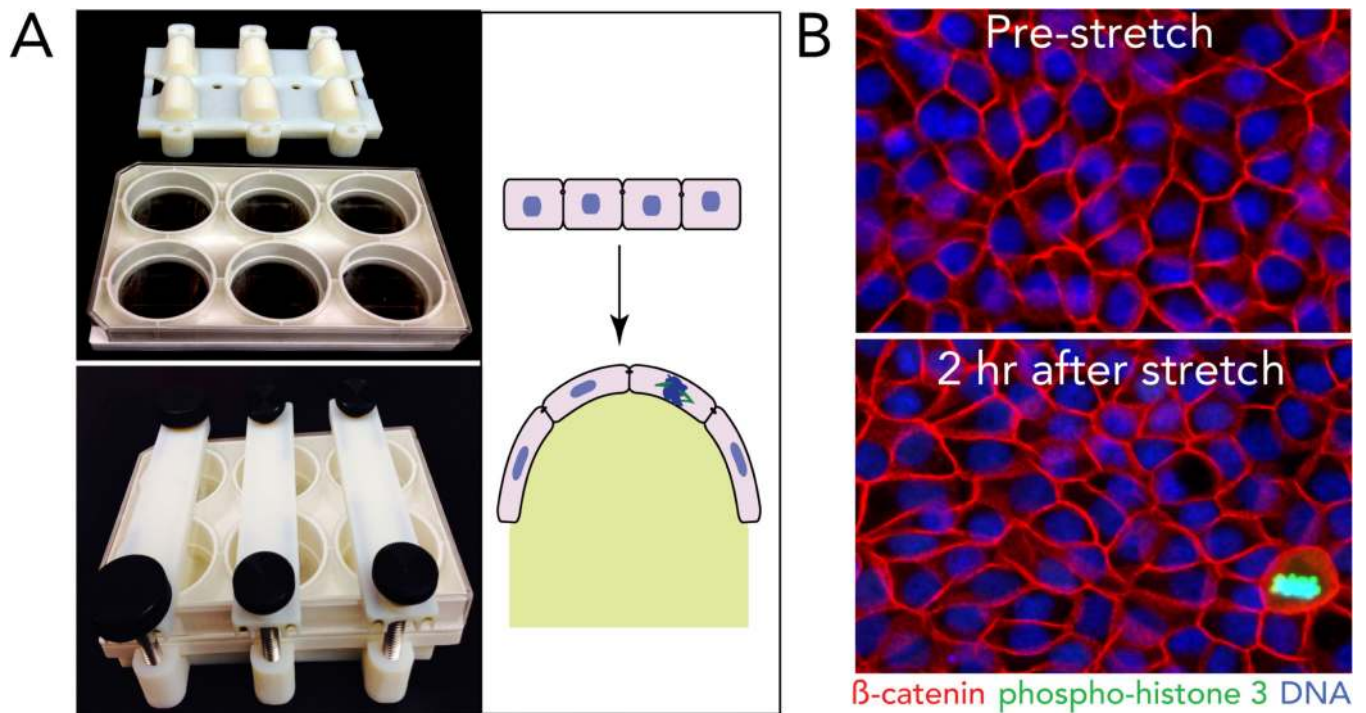 A
B
Pre-stretch
2 hr after stretch
ß-catenin phospho-histone 3 DNA